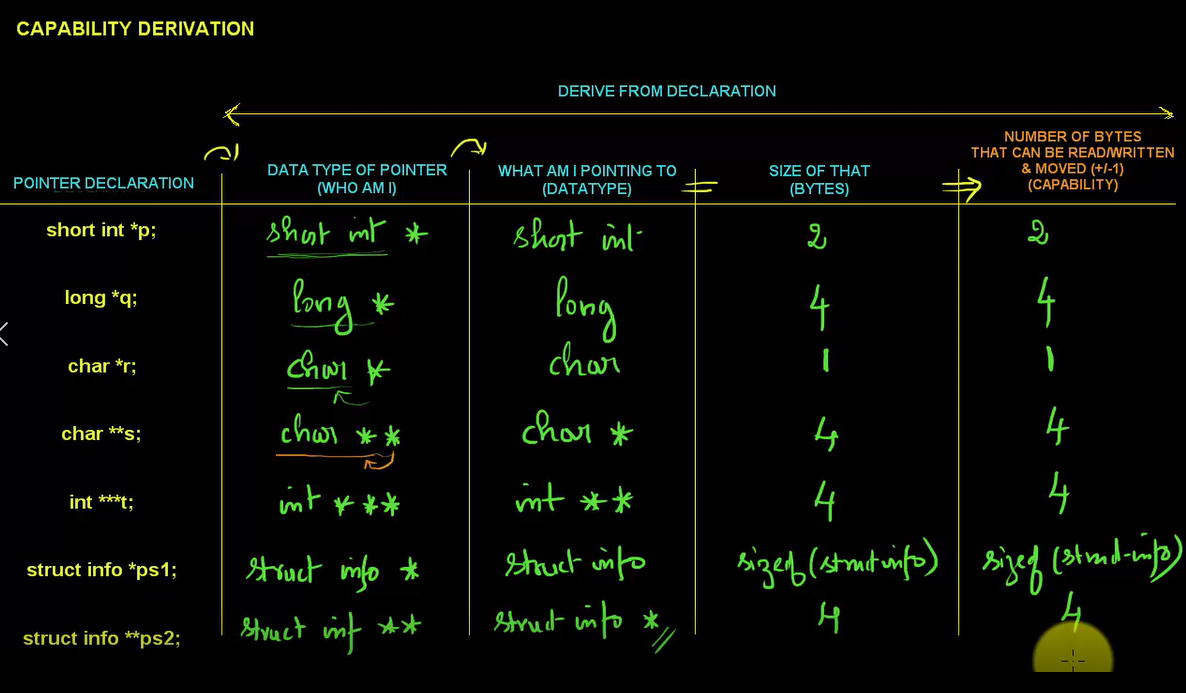 CAPABILITY DERIVATION
DERIVE FROM DECLARATION
POINTER DECLARATION
DATA TYPE OF POINTER
(WHO AM I)
WHAT AM I POINTING TO
(DATATYPE)
SIZE OF THAT
(BYTES)
NUMBER OF BYTES
THAT CAN BE READ/WRITTEN
& MOVED (+/-1)
(CAPABILITY)
short int *p; short int * short int 2 2
long *q; long * long 4 4
char *r; char * char 1 1
char **s; char ** char * 4 4
int ***t; int *** int ** 4 4
struct info *ps1; struct info * struct info sizeof(struct info) sizeof(struct info)
struct info **ps2; struct inf ** struct info * 4 4